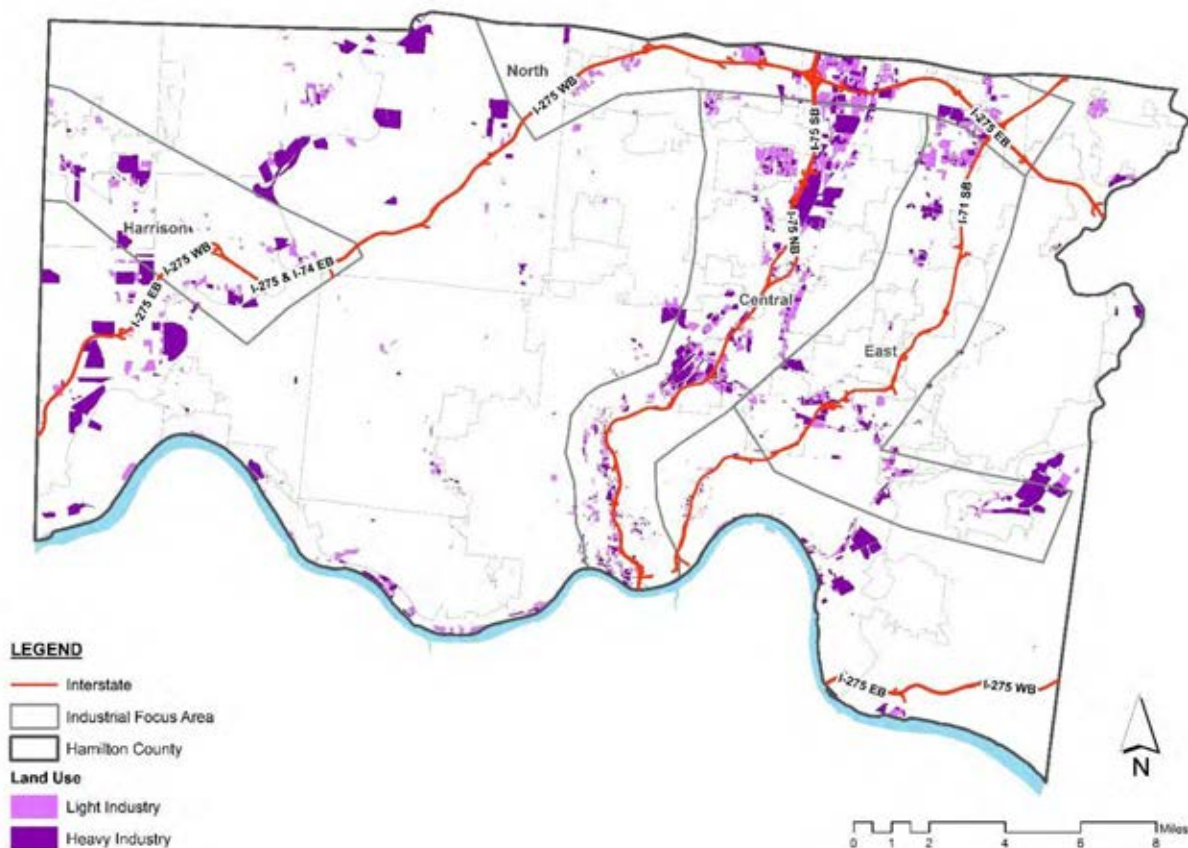 North
I-275 WB
I-75 SB
I-275 EB
I-71 SB
I-75 NB
Harrison
I-275 WB
I-275 & I-74 EB
I-275 EB
Central
East
I-275 EB
I-275 WB
LEGEND
Interstate
Industrial Focus Area
Hamilton County
Land Use
Light Industry
Heavy Industry
N
0 1 2 4 6 8 Miles